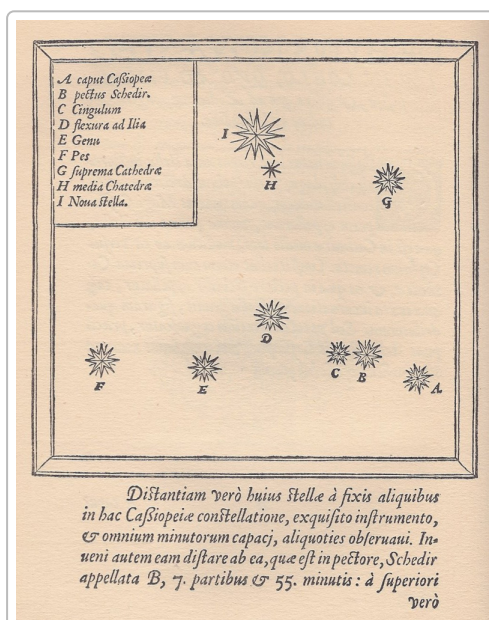 A caput Caßiopeæ
B pectus Schedir.
C Cingulum
D flexura ad Ilia
E Genu
F Pes
G suprema Cathedræ
H media Chatedræ
I Noua stella.
I
H
G
D
C
B
A
E
F
Distantiam verò huius stellæ à fixis aliquibus
in hac Caßiopeiæ constellatione, exquisito instrumento,
& omnium minutorum capacj, aliquoties obseruaui. In-
ueni autem eam distare ab ea, quæ est in pectore, Schedir
appellata B, 7. partibus & 55. minutis : à superiori
verò